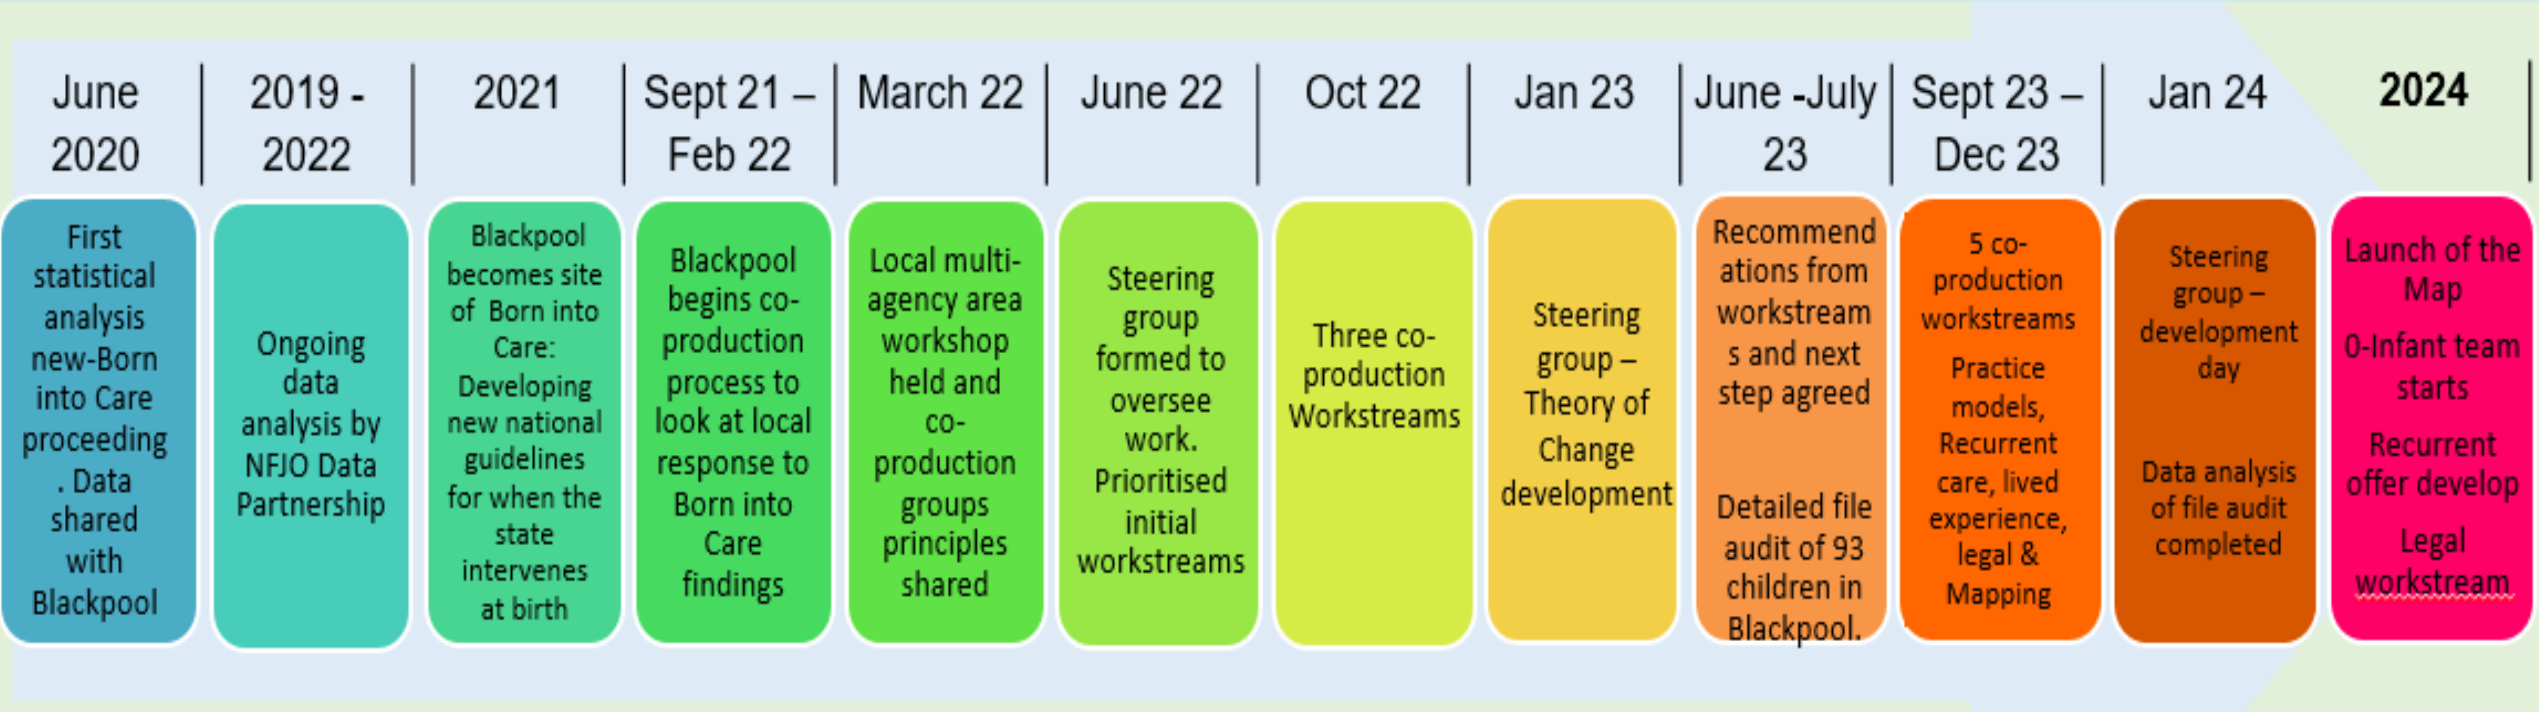 June
2020
2019 -
2022
2021
Sept 21 –
Feb 22
March 22
June 22
Oct 22
Jan 23
June -July
23
Sept 23 –
Dec 23
Jan 24
2024
First
statistical
analysis
new-Born
into Care
proceeding
. Data
shared
with
Blackpool
Ongoing
data
analysis by
NFJO Data
Partnership
Blackpool
becomes site
of Born into
Care:
Developing
new national
guidelines
for when the
state
intervenes
at birth
Blackpool
begins co-
production
process to
look at local
response to
Born into
Care
findings
Local multi-
agency area
workshop
held and
co-
production
groups
principles
shared
Steering
group
formed to
oversee
work.
Prioritised
initial
workstreams
Three co-
production
Workstreams
Steering
group –
Theory of
Change
development
Recommend
ations from
workstream
s and next
step agreed
Detailed file
audit of 93
children in
Blackpool.
5 co-
production
workstreams
Practice
models,
Recurrent
care, lived
experience,
legal &
Mapping
Steering
group –
development
day
Data analysis
of file audit
completed
Launch of the
Map
0-Infant team
starts
Recurrent
offer develop
Legal
workstream